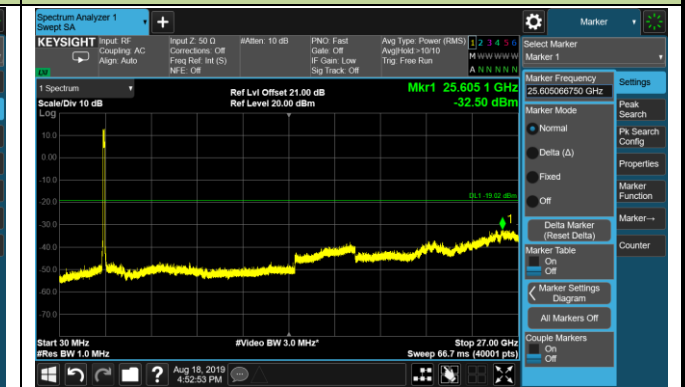 Spectrum Analyzer 1
Swept SA
Marker
KEYSIGHT
Input: RF
Coupling: AC
Align: Auto
Input Z: 50 Ω
Corrections: Off
Freq Ref: Int (S)
NFE: Off
#Atten: 10 dB
PNO: Fast
Gate: Off
IF Gain: Low
Sig Track: Off
Avg Type: Power (RMS)
Avg|Hold:>10/10
Trig: Free Run
1 2 3 4 5 6
M W W W W W
A N N N N N
LV
Select Marker
Marker 1
1 Spectrum
Scale/Div 10 dB
Log
Ref Lvl Offset 21.00 dB
Ref Level 20.00 dBm
Mkr1 25.605 1 GHz
-32.50 dBm
10.0
0.00
-10.0
-20.0
-30.0
-40.0
-50.0
-60.0
-70.0
DL1 -19.02 dBm
1
Start 30 MHz
#Res BW 1.0 MHz
#Video BW 3.0 MHz*
Stop 27.00 GHz
Sweep 66.7 ms (40001 pts)
Marker Frequency
25.605066750 GHz
Marker Mode
Normal
Delta (Δ)
Fixed
Off
Delta Marker
(Reset Delta)
Marker Table
On
Off
Marker Settings
Diagram
All Markers Off
Couple Markers
On
Off
Settings
Peak
Search
Pk Search
Config
Properties
Marker
Function
Marker→
Counter
?
Aug 18, 2019
4:52:53 PM